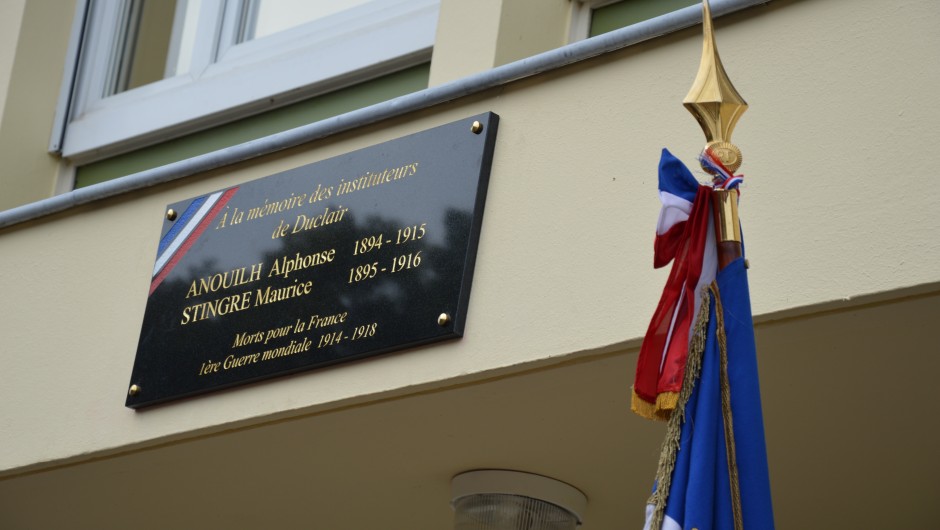 À la mémoire des instituteurs
de Duclair
ANOUILH Alphonse 1894 - 1915
STINGRE Maurice 1895 - 1916
Morts pour la France
1ère Guerre mondiale 1914 - 1918